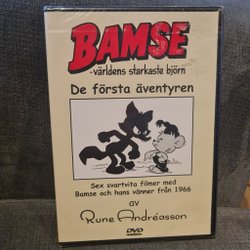 BAMSE
-världens starkaste björn
De första äventyren
Sex svartvita filmer med
Bamse och hans vänner från 1966
av
Rune Andréasson
DVD